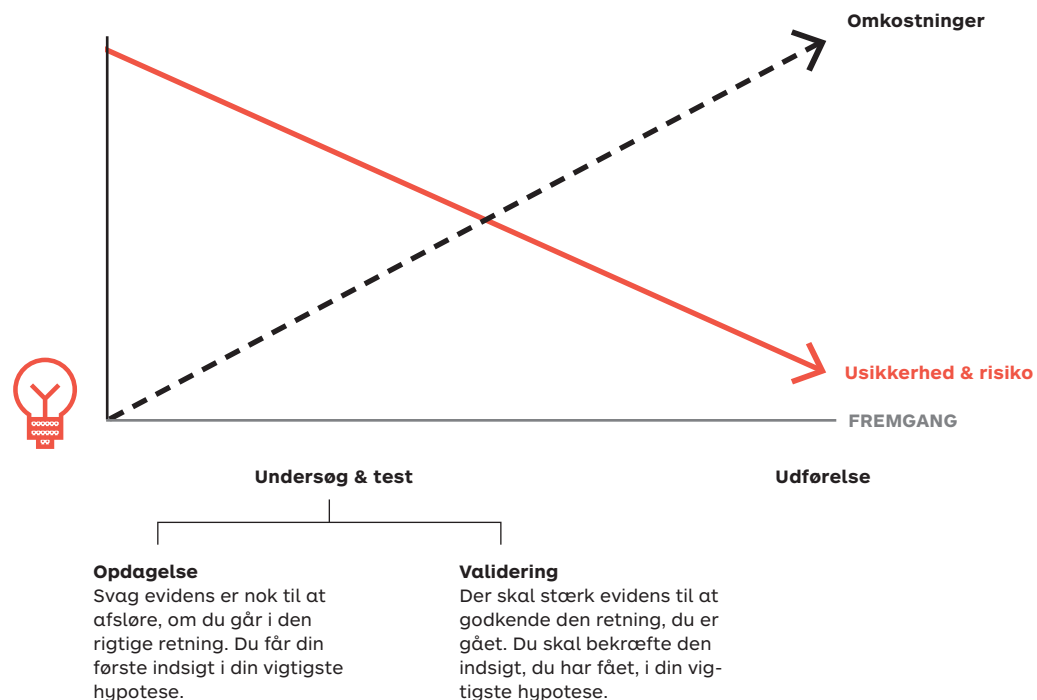 Omkostninger
Usikkerhed & risiko
FREMGANG
Undersøg & test
Udførelse
Opdagelse
Svag evidens er nok til at
afsløre, om du går i den
rigtige retning. Du får din
første indsigt i din vigtigste
hypotese.
Validering
Der skal stærk evidens til at
godkende den retning, du er
gået. Du skal bekræfte den
indsigt, du har fået, i din vig-
tigste hypotese.